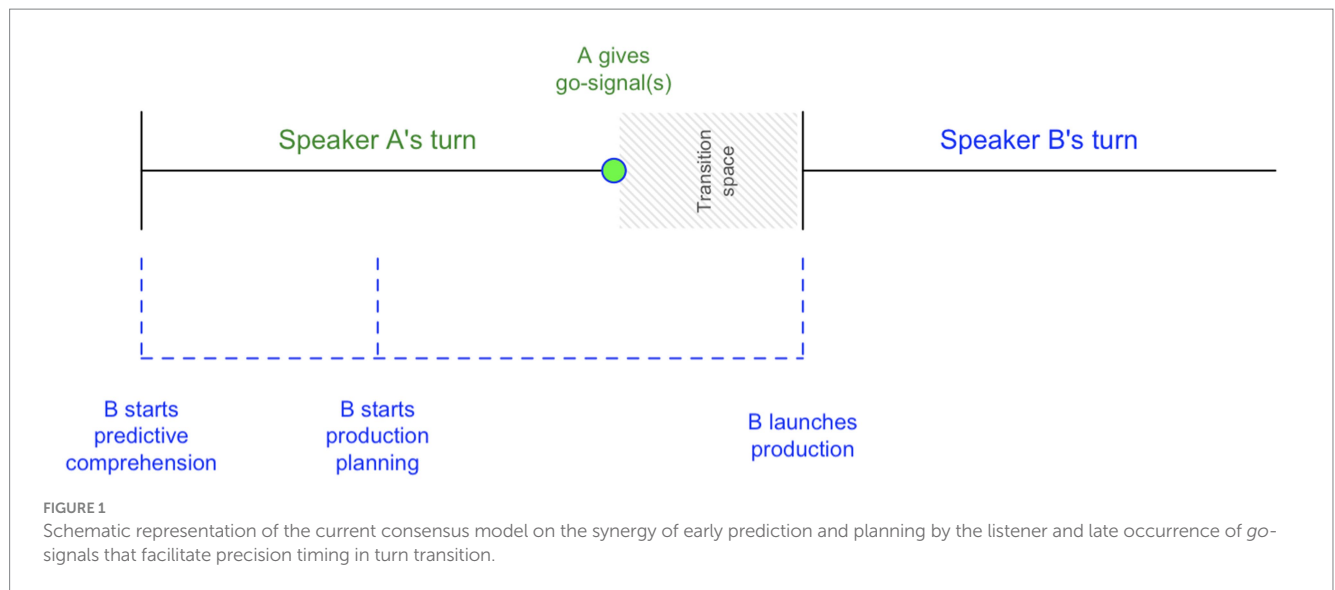 A gives
go-signal(s)
Speaker A's turn
Transition
space
Speaker B's turn
B starts
predictive
comprehension
B starts
production
planning
B launches
production
FIGURE 1
Schematic representation of the current consensus model on the synergy of early prediction and planning by the listener and late occurrence of go-
signals that facilitate precision timing in turn transition.